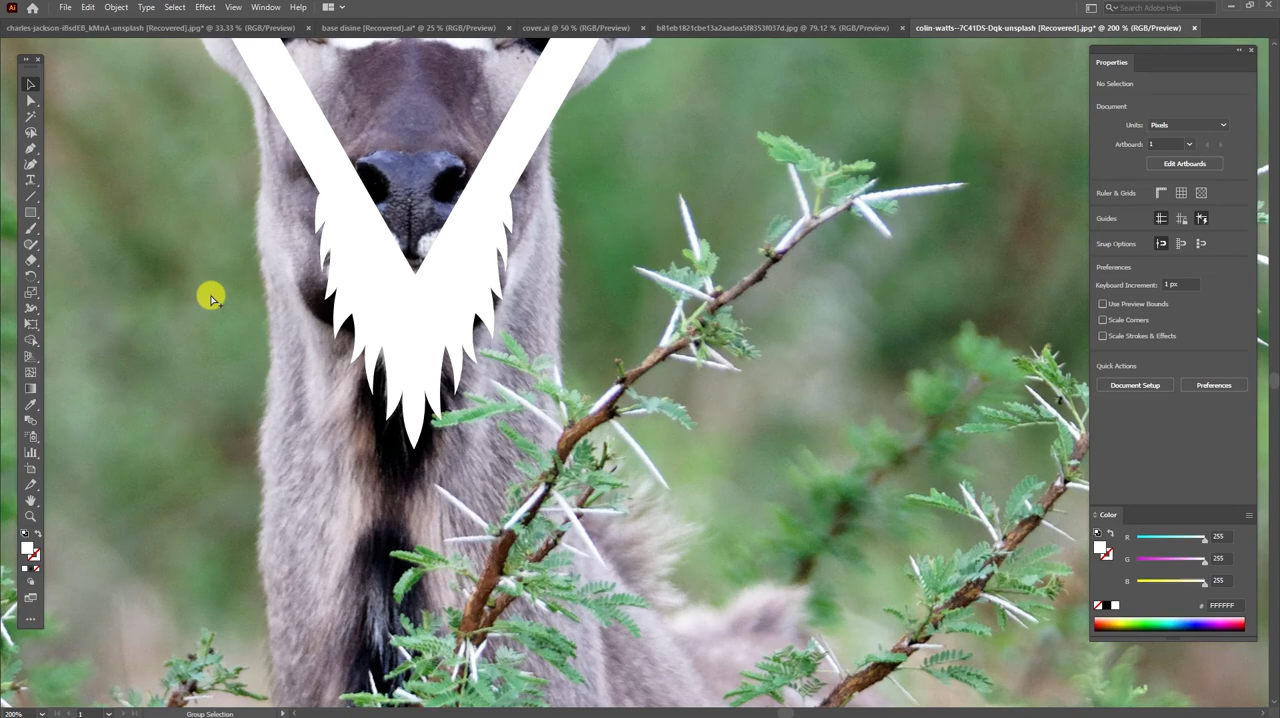 Ai File Edit Object Type Select Effect View Window Help Search Adobe Help
charles-jackson-iBsdEB_kMnA-unsplash [Recovered].jpg* @ 33.33 % (RGB/Preview) × base disine [Recovered].ai* @ 25 % (RGB/Preview) × cover.ai @ 50 % (RGB/Preview) × b81feb1821cbe13a2aadea5f8353f037d.jpg @ 79.12 % (RGB/Preview) × colin-watts--7C41DS-Dqk-unsplash [Recovered].jpg* @ 200 % (RGB/Preview) ×
Properties
No Selection
Document
Units: Pixels
Artboard: 1
Edit Artboards
Ruler & Grids
Guides
Snap Options
Preferences
Keyboard Increment: 1 px
Use Preview Bounds
Scale Corners
Scale Strokes & Effects
Quick Actions
Document Setup Preferences
Color
R 255
G 255
B 255
# FFFFFF
200% 1 Group Selection